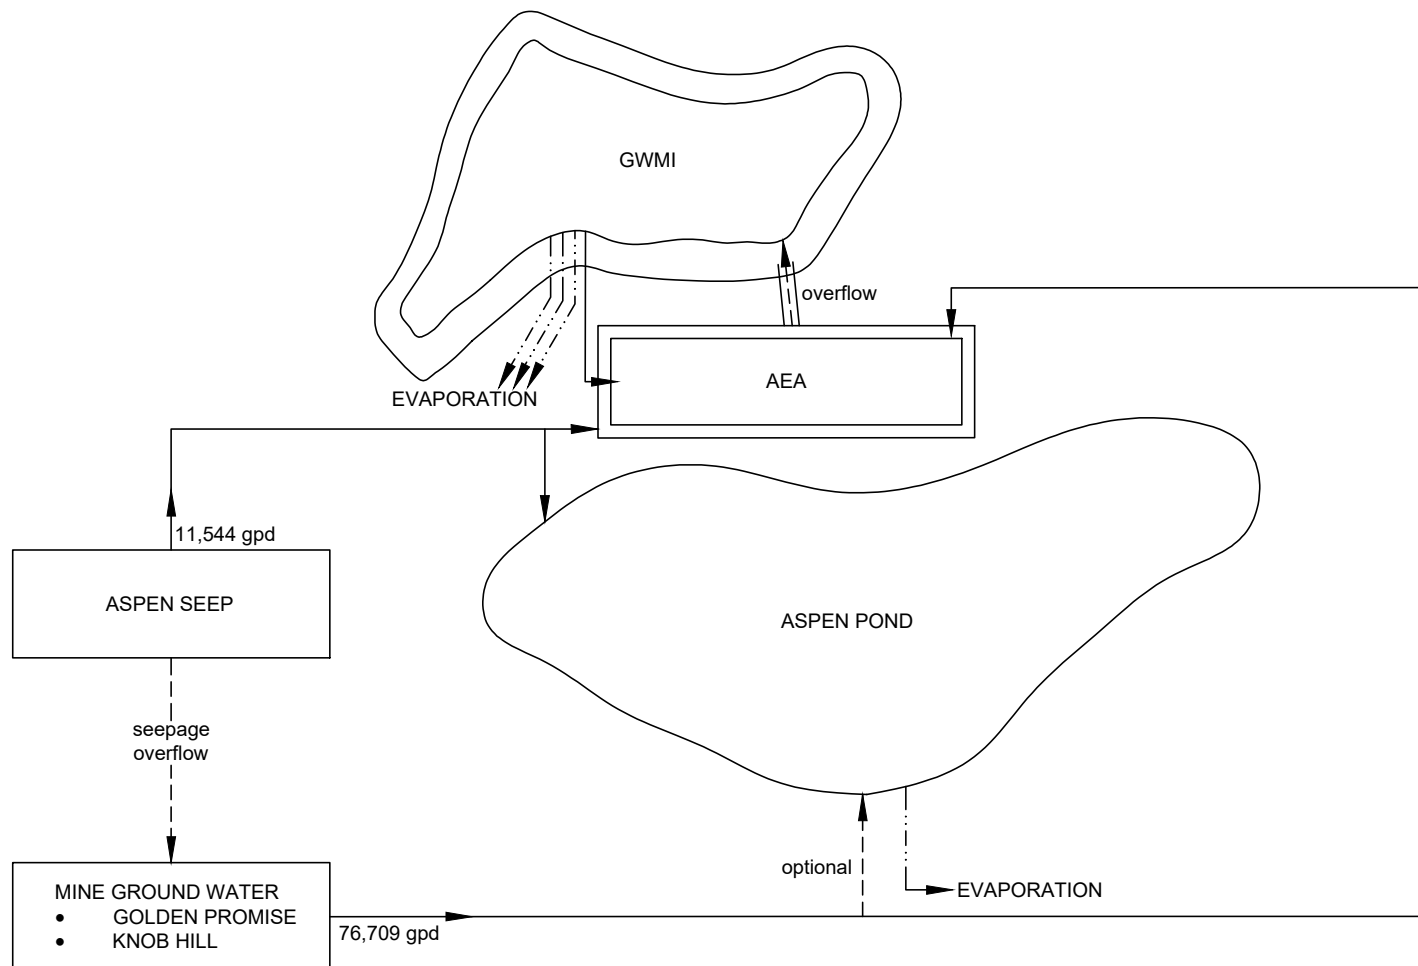 GWMI
overflow
AEA
EVAPORATION
11,544 gpd
ASPEN SEEP
ASPEN POND
seepage
overflow
optional
MINE GROUND WATER
• GOLDEN PROMISE
• KNOB HILL
76,709 gpd
EVAPORATION